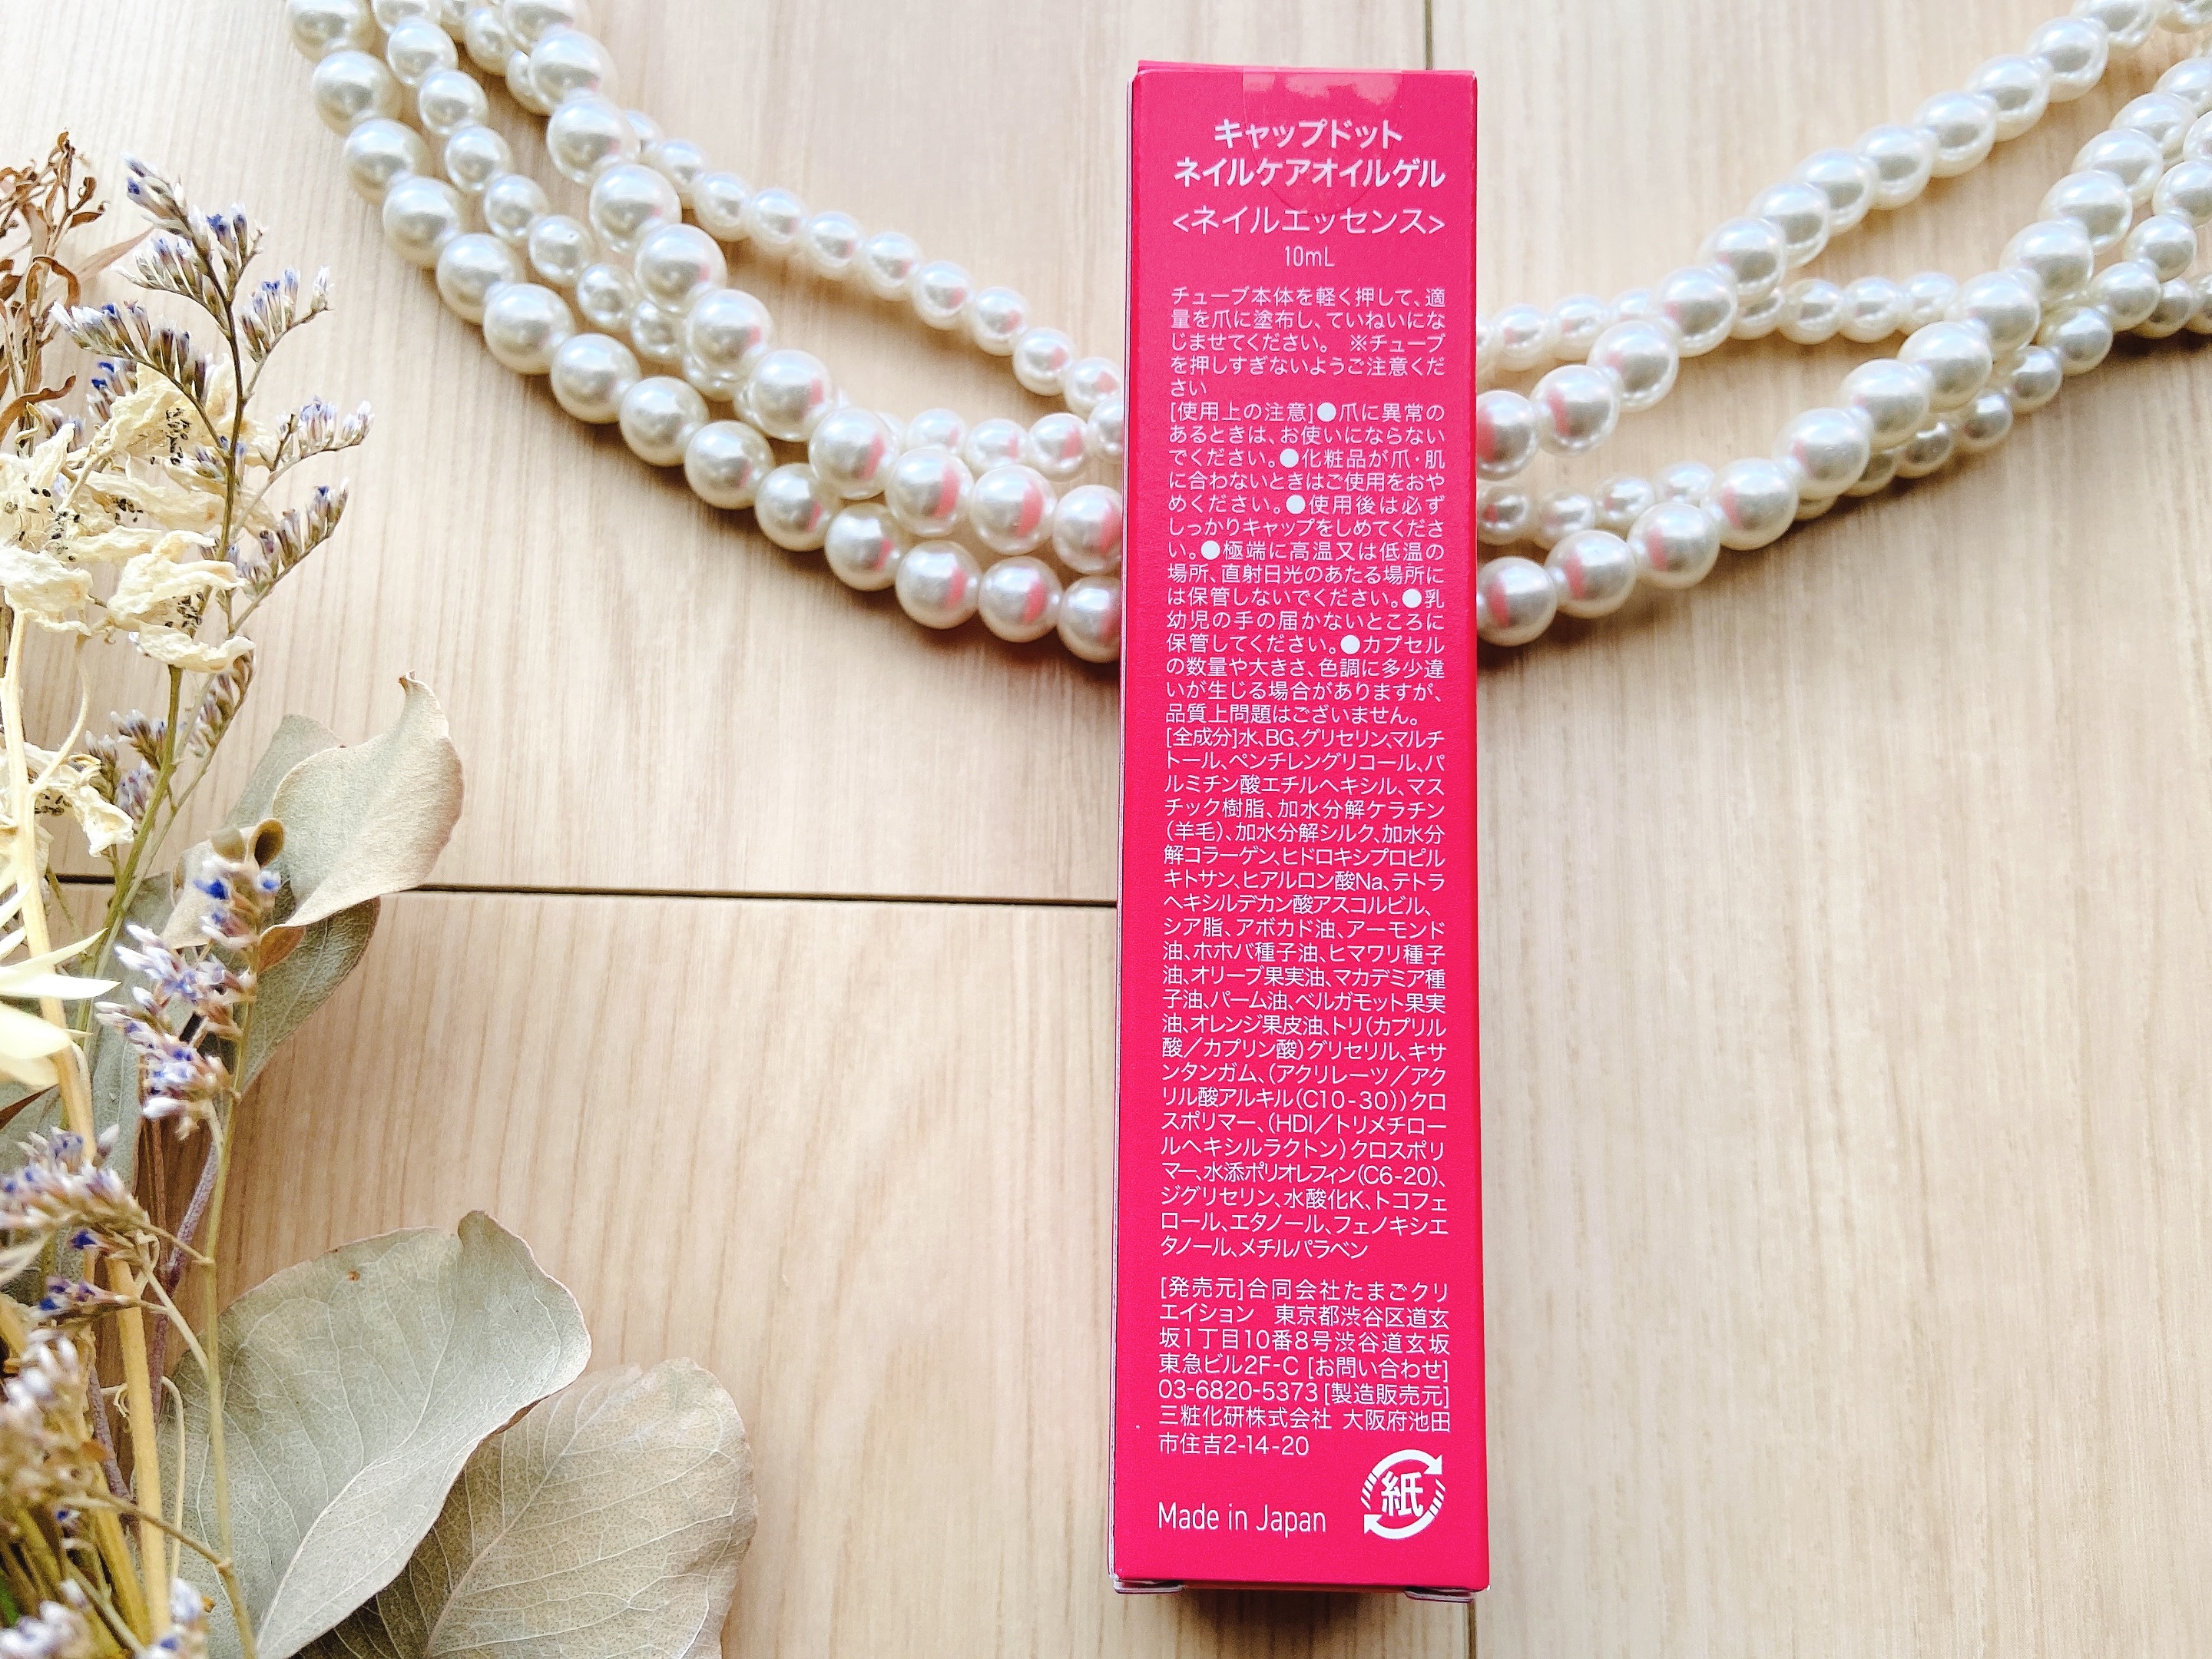 キャップドット
ネイルケアオイルゲル
<ネイルエッセンス>
10mL
チューブ本体を軽く押して、適
量を爪に塗布し、ていねいにな
じませてください。 ※チューブ
を押しすぎないようご注意くだ
さい
[使用上の注意]●爪に異常の
あるときは、お使いにならない
でください。●化粧品が爪・肌
に合わないときはご使用をおや
めください。●使用後は必ず
しっかりキャップをしめてくださ
い。●極端に高温又は低温の
場所、直射日光のあたる場所に
は保管しないでください。●乳
幼児の手の届かないところに
保管してください。●カプセル
の数量や大きさ、色調に多少違
いが生じる場合がありますが、
品質上問題はございません。
[全成分]水、BG、グリセリン、マルチ
トール、ペンチレングリコール、パ
ルミチン酸エチルヘキシル、マス
チック樹脂、加水分解ケラチン
(羊毛)、加水分解シルク、加水分
解コラーゲン、ヒドロキシプロピル
キトサン、ヒアルロン酸Na、テトラ
ヘキシルデカン酸アスコルビル、
シア脂、アボカド油、アーモンド
油、ホホバ種子油、ヒマワリ種子
油、オリーブ果実油、マカデミア種
子油、パーム油、ベルガモット果実
油、オレンジ果皮油、トリ(カプリル
酸／カプリン酸)グリセリル、キサ
ンタンガム、(アクリレーツ／アク
リル酸アルキル(C10-30))クロ
スポリマー、(HDI／トリメチロー
ルヘキシルラクトン)クロスポリ
マー、水添ポリオレフィン(C6-20)、
ジグリセリン、水酸化K、トコフェ
ロール、エタノール、フェノキシエ
タノール、メチルパラベン
[発売元]合同会社たまごクリ
エイション 東京都渋谷区道玄
坂1丁目10番8号渋谷道玄坂
東急ビル2F-C [お問い合わせ]
03-6820-5373 [製造販売元]
三粧化研株式会社 大阪府池田
市住吉2-14-20
Made in Japan
紙